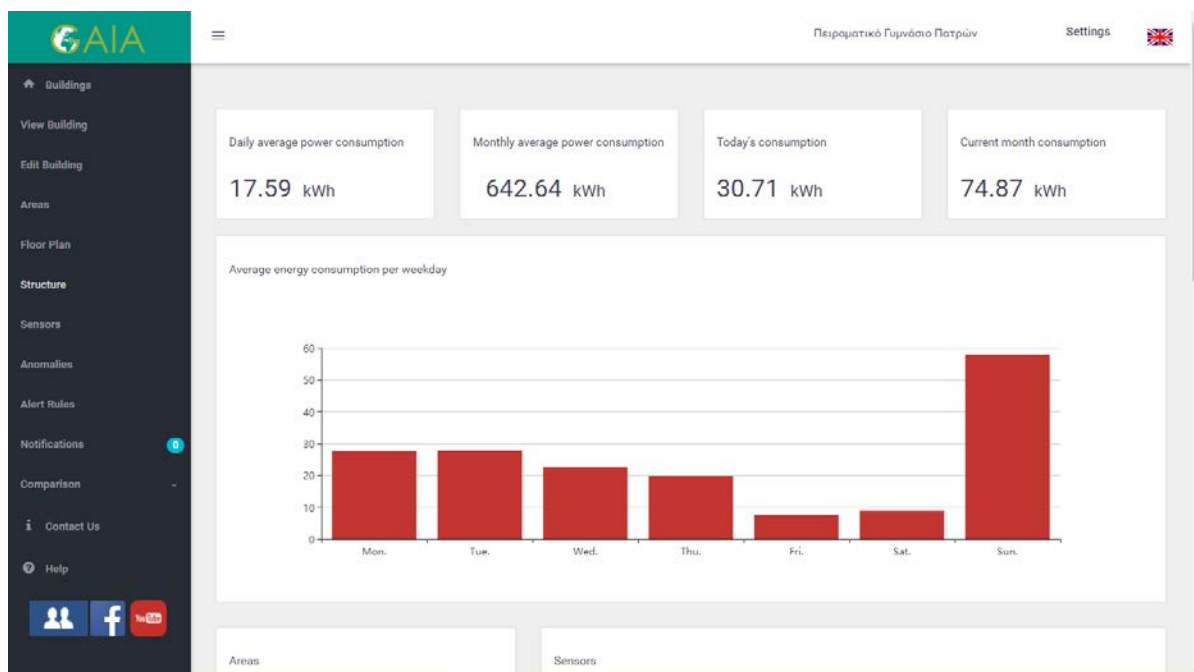 GAIA
Πειραματικό Γυμνάσιο Πατρών
Settings
Buildings
View Building
Edit Building
Areas
Floor Plan
Structure
Sensors
Anomalies
Alert Rules
Notifications
0
Comparison
Contact Us
Help
You Tube
Daily average power consumption
17.59 kWh
Monthly average power consumption
642.64 kWh
Today's consumption
30.71 kWh
Current month consumption
74.87 kWh
Average energy consumption per weekday
60
50
40
30
20
10
0
Mon. Tue. Wed. Thu. Fri. Sat. Sun.
Areas
Sensors